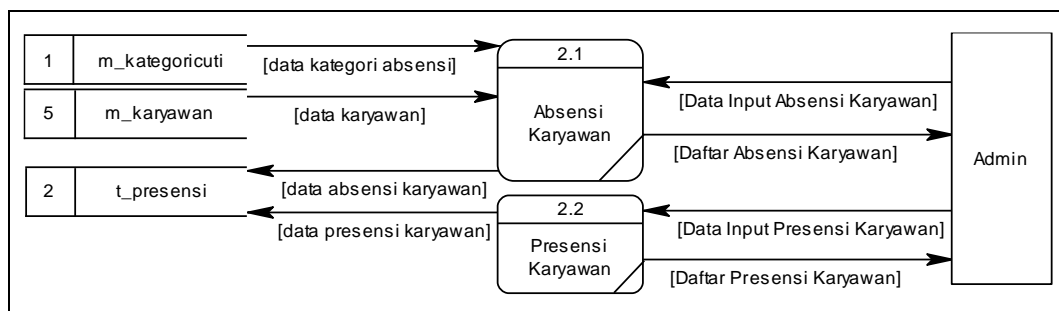 1
m_kategoricuti
[data kategori absensi]
5
m_karyawan
[data karyawan]
2
t_presensi
[data absensi karyawan]
[data presensi karyawan]
2.1
Absensi
Karyawan
2.2
Presensi
Karyawan
[Data Input Absensi Karyawan]
[Daftar Absensi Karyawan]
[Data Input Presensi Karyawan]
[Daftar Presensi Karyawan]
Admin